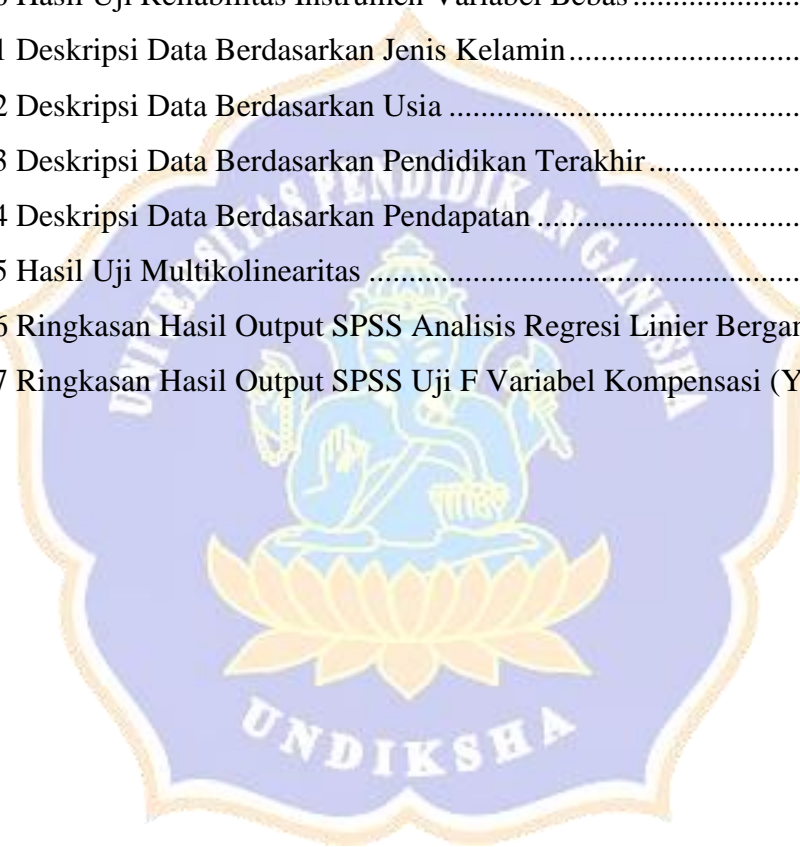 Hasil Uji Reliabilitas Instrumen Variabel Bebas ....................
1 Deskripsi Data Berdasarkan Jenis Kelamin ..............................
2 Deskripsi Data Berdasarkan Usia ..............................................
3 Deskripsi Data Berdasarkan Pendidikan Terakhir ....................
4 Deskripsi Data Berdasarkan Pendapatan ...................................
5 Hasil Uji Multikolinearitas ........................................................
6 Ringkasan Hasil Output SPSS Analisis Regresi Linier Bergan
7 Ringkasan Hasil Output SPSS Uji F Variabel Kompensasi (Y
UNIVERSITAS PENDIDIKAN GANESHA
UNDIKSHA